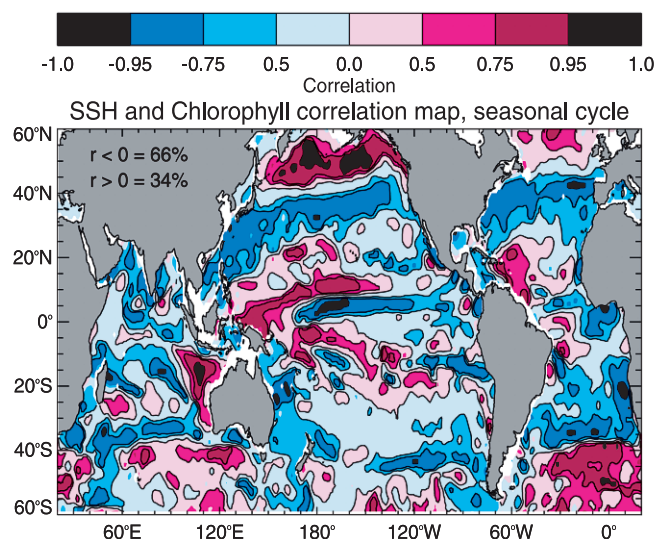 -1.0 -0.95 -0.75 0.5 0.0 0.5 0.75 0.95 1.0
Correlation
SSH and Chlorophyll correlation map, seasonal cycle
60°N
r < 0 = 66%
r > 0 = 34%
40°N
20°N
0°
20°S
40°S
60°S
60°E 120°E 180° 120°W 60°W 0°